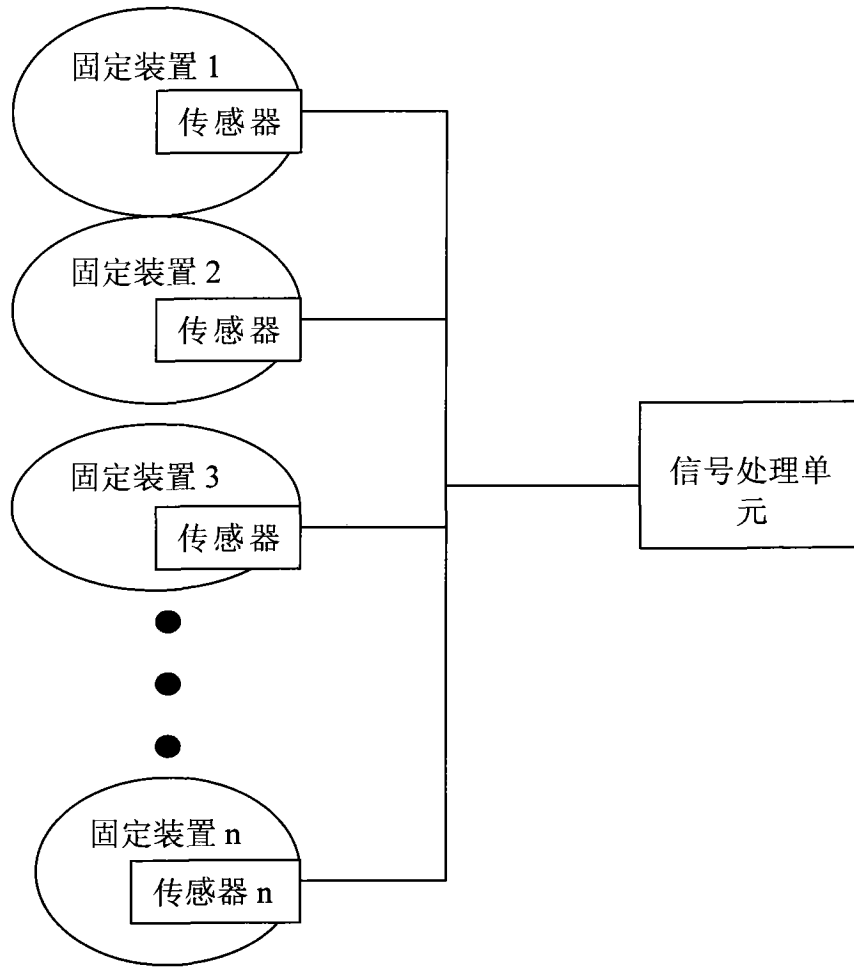 固定装置 1
传感器
固定装置 2
传感器
固定装置 3
传感器
固定装置 n
传感器 n
信号处理单
元